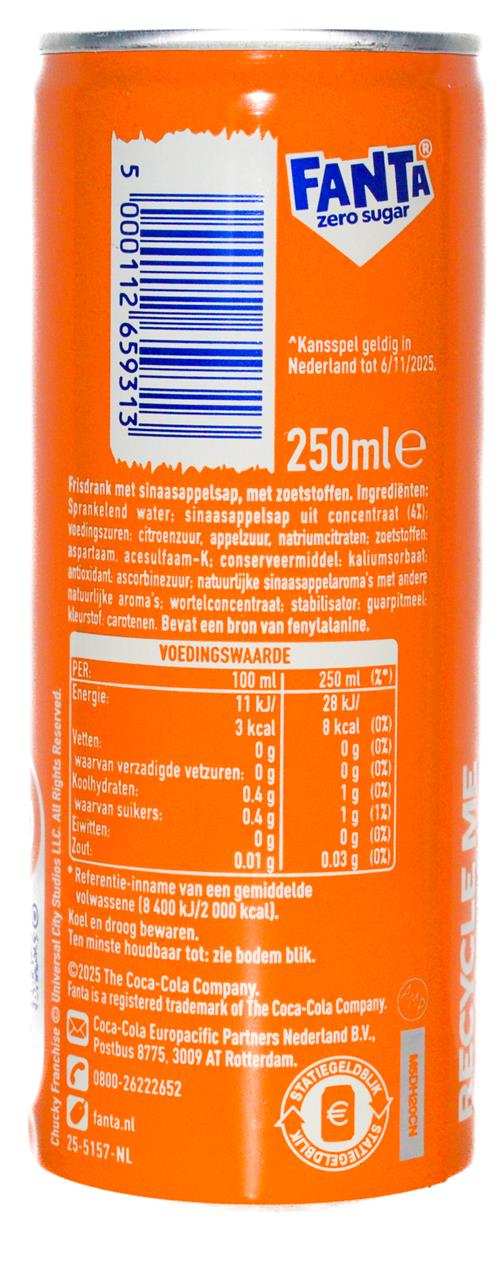 5 000112 659313
FANTA®
zero sugar
^Kansspel geldig in
Nederland tot 6/11/2025.
250ml e
Frisdrank met sinaasappelsap, met zoetstoffen. Ingrediënten:
Sprankelend water; sinaasappelsap uit concentraat (4%);
voedingszuren: citroenzuur, appelzuur, natriumcitraten; zoetstoffen:
aspartaam, acesulfaam-K; conserveermiddel: kaliumsorbaat;
antioxidant: ascorbinezuur; natuurlijke sinaasappelaroma's met andere
natuurlijke aroma's; wortelconcentraat; stabilisator: guarpitmeel;
kleurstof: carotenen. Bevat een bron van fenylalanine.
VOEDINGSWAARDE
PER: 100 ml 250 ml (%*)
Energie: 11 kJ/ 28 kJ/
3 kcal 8 kcal (0%)
Vetten: 0 g 0 g (0%)
waarvan verzadigde vetzuren: 0 g 0 g (0%)
Koolhydraten: 0.4 g 1 g (0%)
waarvan suikers: 0.4 g 1 g (1%)
Eiwitten: 0 g 0 g (0%)
Zout: 0.01 g 0.03 g (0%)
*Referentie-inname van een gemiddelde
volwassene (8 400 kJ/2 000 kcal).
Koel en droog bewaren.
Ten minste houdbaar tot: zie bodem blik.
©2025 The Coca-Cola Company.
Fanta is a registered trademark of The Coca-Cola Company.
Coca-Cola Europacific Partners Nederland B.V.,
Postbus 8775, 3009 AT Rotterdam.
0800-26222652
fanta.nl
25-5157-NL
STATIEGELDBLIK
€
STATIEGELDBLIK
Chucky Franchise © Universal City Studios LLC. All Rights Reserved.
RECYCLE ME